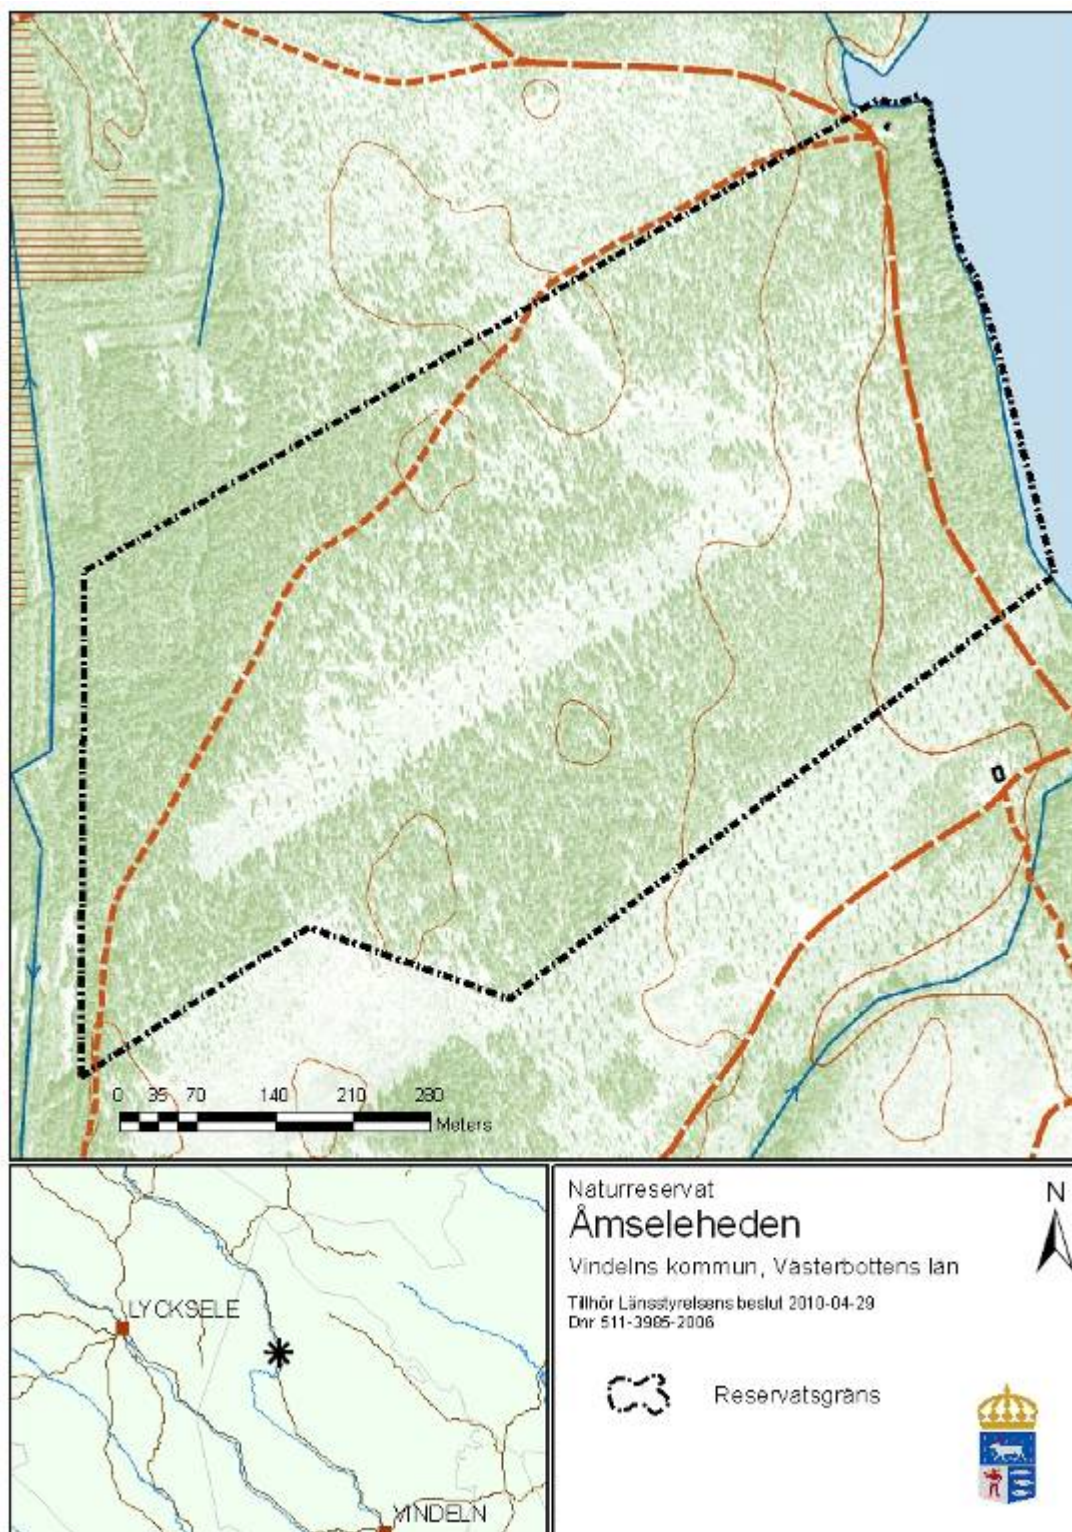 0 35 70 140 210 280
Meters
LYCKSELE
VINDELN
Naturreservat
Åmseleheden
Vindelns kommun, Västerbottens län
Tillhör Länsstyrelsens beslut 2010-04-29
Dnr 511-3985-2006
Reservatsgräns
N